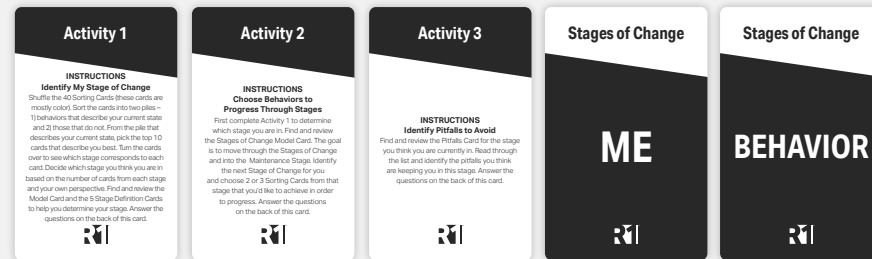 Activity 1
INSTRUCTIONS
Identify My Stage of Change
Shuffle the 40 Sorting Cards (these cards are
mostly color). Sort the cards into two piles –
1) behaviors that describe your current state
and 2) those that do not. From the pile that
describes your current state, pick the top 10
cards that describe you best. Turn the cards
over to see which stage corresponds to each
card. Decide which stage you think you are in
based on the number of cards from each stage
and your own perspective. Find and review the
Model Card and the 5 Stage Definition Cards
to help you determine your stage. Answer the
questions on the back of this card.
R1
Activity 2
INSTRUCTIONS
Choose Behaviors to
Progress Through Stages
First complete Activity 1 to determine
which stage you are in. Find and review
the Stages of Change Model Card. The goal
is to move through the Stages of Change
and into the Maintenance Stage. Identify
the next Stage of Change for you
and choose 2 or 3 Sorting Cards from that
stage that you'd like to achieve in order
to progress. Answer the questions
on the back of this card.
R1
Activity 3
INSTRUCTIONS
Identify Pitfalls to Avoid
Find and review the Pitfalls Card for the stage
you think you are currently in. Read through
the list and identify the pitfalls you think
are keeping you in this stage. Answer the
questions on the back of this card.
R1
Stages of Change
ME
R1
Stages of Change
BEHAVIOR
R1